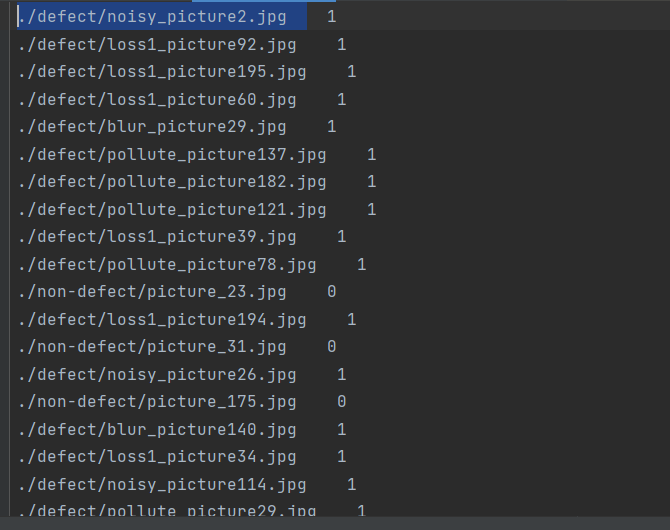 ./defect/noisy_picture2.jpg    1
./defect/loss1_picture92.jpg    1
./defect/loss1_picture195.jpg    1
./defect/loss1_picture60.jpg    1
./defect/blur_picture29.jpg    1
./defect/pollute_picture137.jpg    1
./defect/pollute_picture182.jpg    1
./defect/pollute_picture121.jpg    1
./defect/loss1_picture39.jpg    1
./defect/pollute_picture78.jpg    1
./non-defect/picture_23.jpg    0
./defect/loss1_picture194.jpg    1
./non-defect/picture_31.jpg    0
./defect/noisy_picture26.jpg    1
./non-defect/picture_175.jpg    0
./defect/blur_picture140.jpg    1
./defect/loss1_picture34.jpg    1
./defect/noisy_picture114.jpg    1
./defect/pollute_picture29.jpg    1